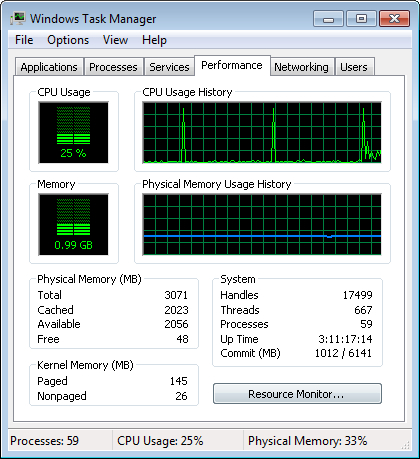 Windows Task Manager
File Options View Help
Applications Processes Services Performance Networking Users
CPU Usage
25 %
CPU Usage History
Memory
0.99 GB
Physical Memory Usage History
Physical Memory (MB)
Total 3071
Cached 2023
Available 2056
Free 48
Kernel Memory (MB)
Paged 145
Nonpaged 26
System
Handles 17499
Threads 667
Processes 59
Up Time 3:11:17:14
Commit (MB) 1012 / 6141
Resource Monitor...
Processes: 59 CPU Usage: 25% Physical Memory: 33%